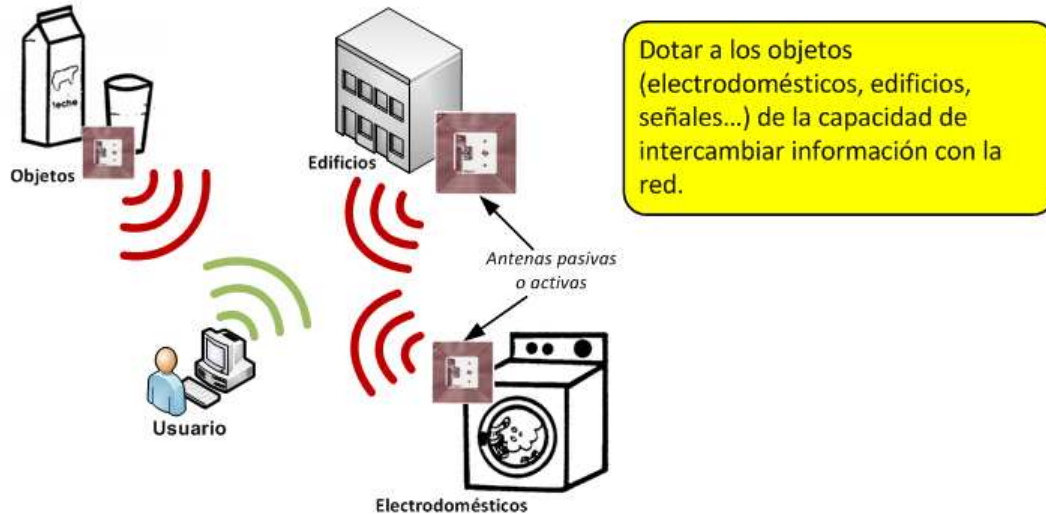 leche
Objetos
Edificios
Dotar a los objetos
(electrodomésticos, edificios,
señales...) de la capacidad de
intercambiar información con la
red.
Antenas pasivas
o activas
Usuario
Electrodomésticos